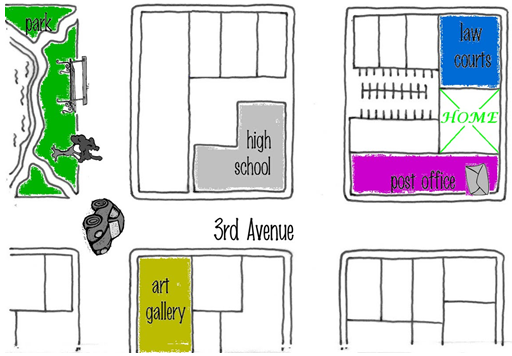 park
law
courts
HOME
high
school
post office
3rd Avenue
art
gallery